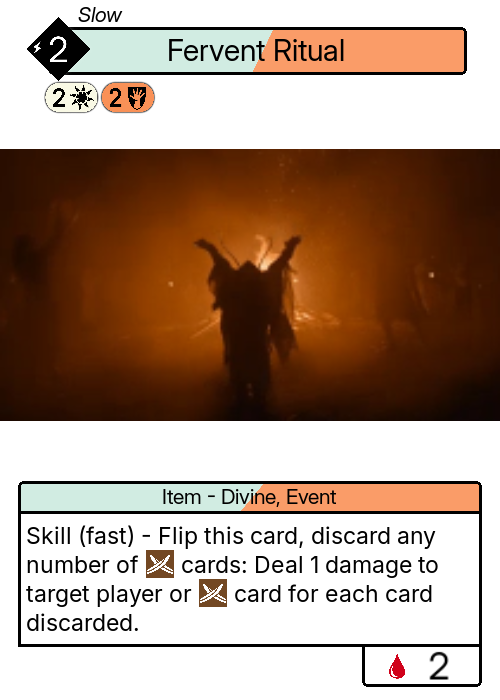 Slow
2
Fervent Ritual
2 2
Item - Divine, Event
Skill (fast) - Flip this card, discard any
number of cards: Deal 1 damage to
target player or card for each card
discarded.
2